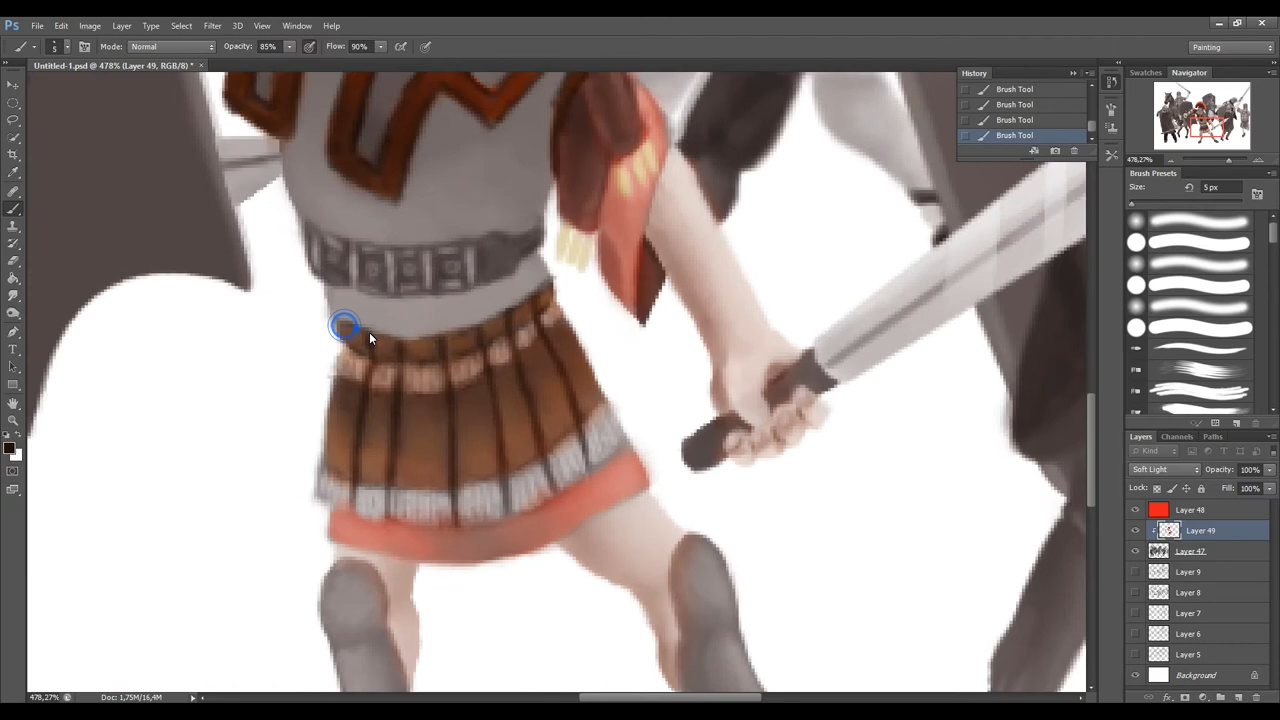 Ps File Edit Image Layer Type Select Filter 3D View Window Help
5 Mode: Normal Opacity: 85% Flow: 90% Painting
Untitled-1.psd @ 478% (Layer 49, RGB/8) * ×
History
Brush Tool
Brush Tool
Brush Tool
Brush Tool
Swatches Navigator
478,27%
Brush Presets
Size: 5 px
Layers Channels Paths
Kind
Soft Light Opacity: 100%
Lock: Fill: 100%
Layer 48
Layer 49
Layer 47
Layer 9
Layer 8
Layer 7
Layer 6
Layer 5
Background
478,27% Doc: 1,75M/16,4M